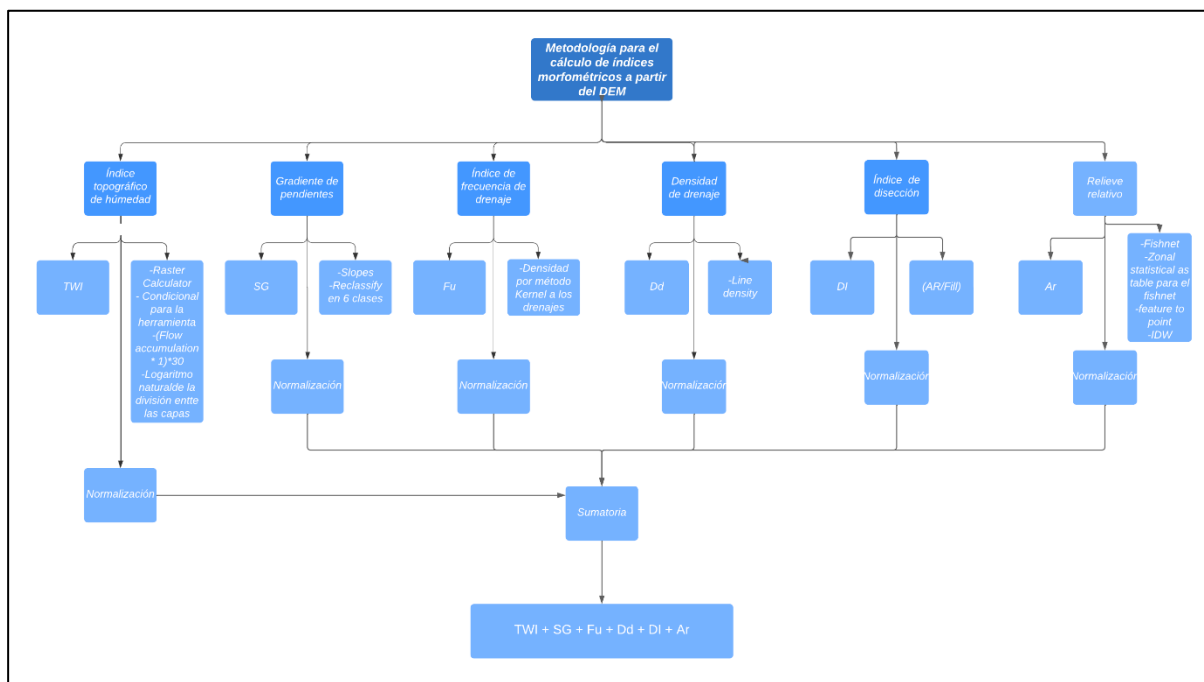 Metodología para el
cálculo de índices
morfométricos a partir
del DEM
Índice
topográfico
de húmedad
Gradiente de
pendientes
Índice de
frecuencia de
drenaje
Densidad
de drenaje
Índice de
disección
Relieve
relativo
TWI
-Raster
Calculator
- Condicional
para la
herramienta
-(Flow
accumulation
* 1)*30
-Logaritmo
naturalde la
división entte
las capas
SG
-Slopes
-Reclassify
en 6 clases
Fu
-Densidad
por método
Kernel a los
drenajes
Dd
-Line
density
DI
(AR/Fill)
Ar
-Fishnet
-Zonal
statistical as
table para el
fishnet
-feature to
point
-IDW
Normalización
Normalización
Normalización
Normalización
Normalización
Normalización
Sumatoria
TWI + SG + Fu + Dd + DI + Ar